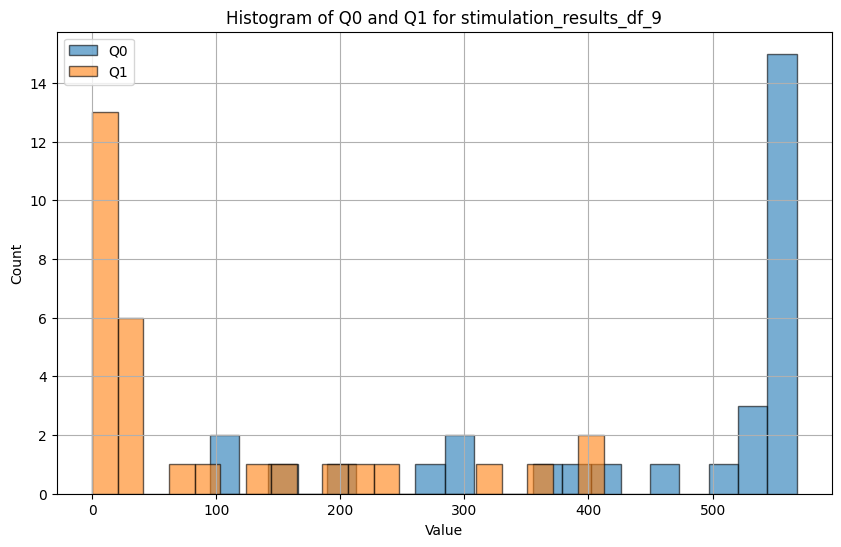 Histogram of Q0 and Q1 for stimulation_results_df_9
Q0
Q1
14
12
10
8
6
4
2
0
Count
0 100 200 300 400 500
Value